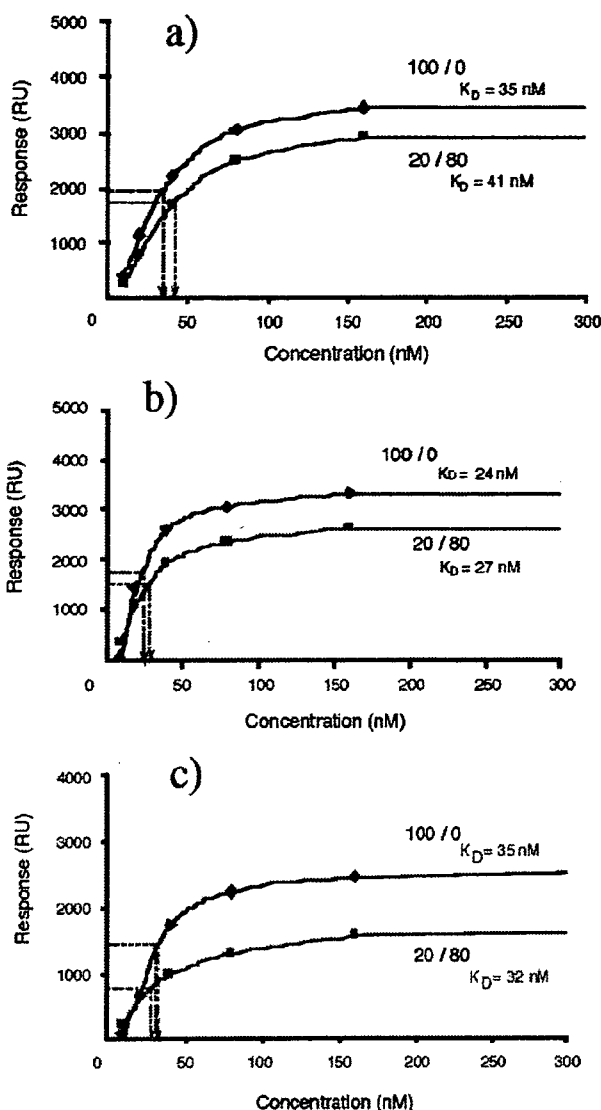 a)
5000
4000
3000
2000
1000
0
50
100
150
200
250
300
Response (RU)
Concentration (nM)
100 / 0
K_D = 35 nM
20 / 80
K_D = 41 nM
b)
5000
4000
3000
2000
1000
0
50
100
150
200
250
300
Response (RU)
Concentration (nM)
100 / 0
K_D = 24 nM
20 / 80
K_D = 27 nM
c)
4000
3000
2000
1000
0
50
100
150
200
250
300
Response (RU)
Concentration (nM)
100 / 0
K_D = 35 nM
20 / 80
K_D = 32 nM